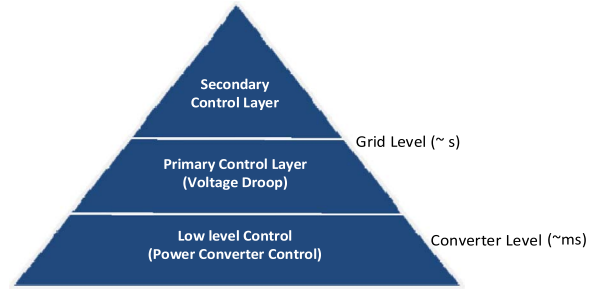 Secondary
Control Layer
Grid Level (~ s)
Primary Control Layer
(Voltage Droop)
Low level Control
(Power Converter Control)
Converter Level (~ms)